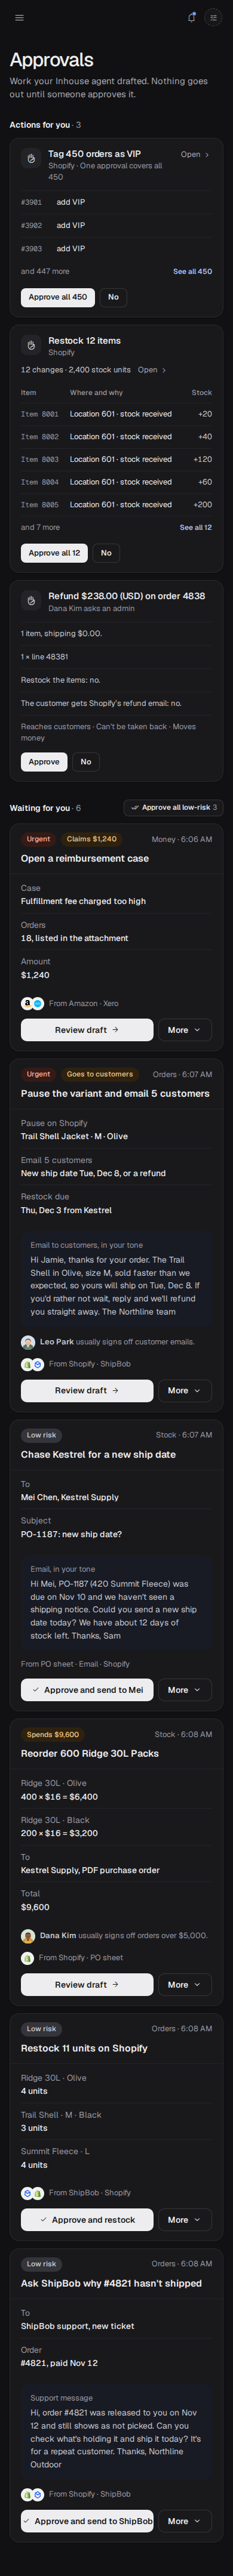 Approvals
Work your Inhouse agent drafted. Nothing goes
out until someone approves it.
Actions for you · 3
Tag 450 orders as VIP
Open
Shopify · One approval covers all
450
#3901 add VIP
#3902 add VIP
#3903 add VIP
and 447 more See all 450
Approve all 450 No
Restock 12 items
Shopify
12 changes · 2,400 stock units Open
Item Where and why Stock
Item 8001 Location 601 · stock received +20
Item 8002 Location 601 · stock received +40
Item 8003 Location 601 · stock received +120
Item 8004 Location 601 · stock received +60
Item 8005 Location 601 · stock received +200
and 7 more See all 12
Approve all 12 No
Refund $238.00 (USD) on order 4838
Dana Kim asks an admin
1 item, shipping $0.00.
1 × line 48381
Restock the items: no.
The customer gets Shopify's refund email: no.
Reaches customers · Can't be taken back · Moves
money
Approve No
Waiting for you · 6 Approve all low-risk 3
Urgent Claims $1,240 Money · 6:06 AM
Open a reimbursement case
Case
Fulfillment fee charged too high
Orders
18, listed in the attachment
Amount
$1,240
From Amazon · Xero
Review draft → More
Urgent Goes to customers Orders · 6:07 AM
Pause the variant and email 5 customers
Pause on Shopify
Trail Shell Jacket · M · Olive
Email 5 customers
New ship date Tue, Dec 8, or a refund
Restock due
Thu, Dec 3 from Kestrel
Email to customers, in your tone
Hi Jamie, thanks for your order. The Trail
Shell in Olive, size M, sold faster than we
expected, so yours will ship on Tue, Dec 8. If
you'd rather not wait, reply and we'll refund
you straight away. The Northline team
Leo Park usually signs off customer emails.
From Shopify · ShipBob
Review draft → More
Low risk Stock · 6:07 AM
Chase Kestrel for a new ship date
To
Mei Chen, Kestrel Supply
Subject
PO-1187: new ship date?
Email, in your tone
Hi Mei, PO-1187 (420 Summit Fleece) was
due on Nov 10 and we haven't seen a
shipping notice. Could you send a new ship
date today? We have about 12 days of
stock left. Thanks, Sam
From PO sheet · Email · Shopify
Approve and send to Mei More
Spends $9,600 Stock · 6:08 AM
Reorder 600 Ridge 30L Packs
Ridge 30L · Olive
400 × $16 = $6,400
Ridge 30L · Black
200 × $16 = $3,200
To
Kestrel Supply, PDF purchase order
Total
$9,600
Dana Kim usually signs off orders over $5,000.
From Shopify · PO sheet
Review draft → More
Low risk Orders · 6:08 AM
Restock 11 units on Shopify
Ridge 30L · Olive
4 units
Trail Shell · M · Black
3 units
Summit Fleece · L
4 units
From ShipBob · Shopify
Approve and restock More
Low risk Orders · 6:08 AM
Ask ShipBob why #4821 hasn't shipped
To
ShipBob support, new ticket
Order
#4821, paid Nov 12
Support message
Hi, order #4821 was released to you on Nov
12 and still shows as not picked. Can you
check what's holding it and ship it today? It's
for a repeat customer. Thanks, Northline
Outdoor
From Shopify · ShipBob
Approve and send to ShipBob More